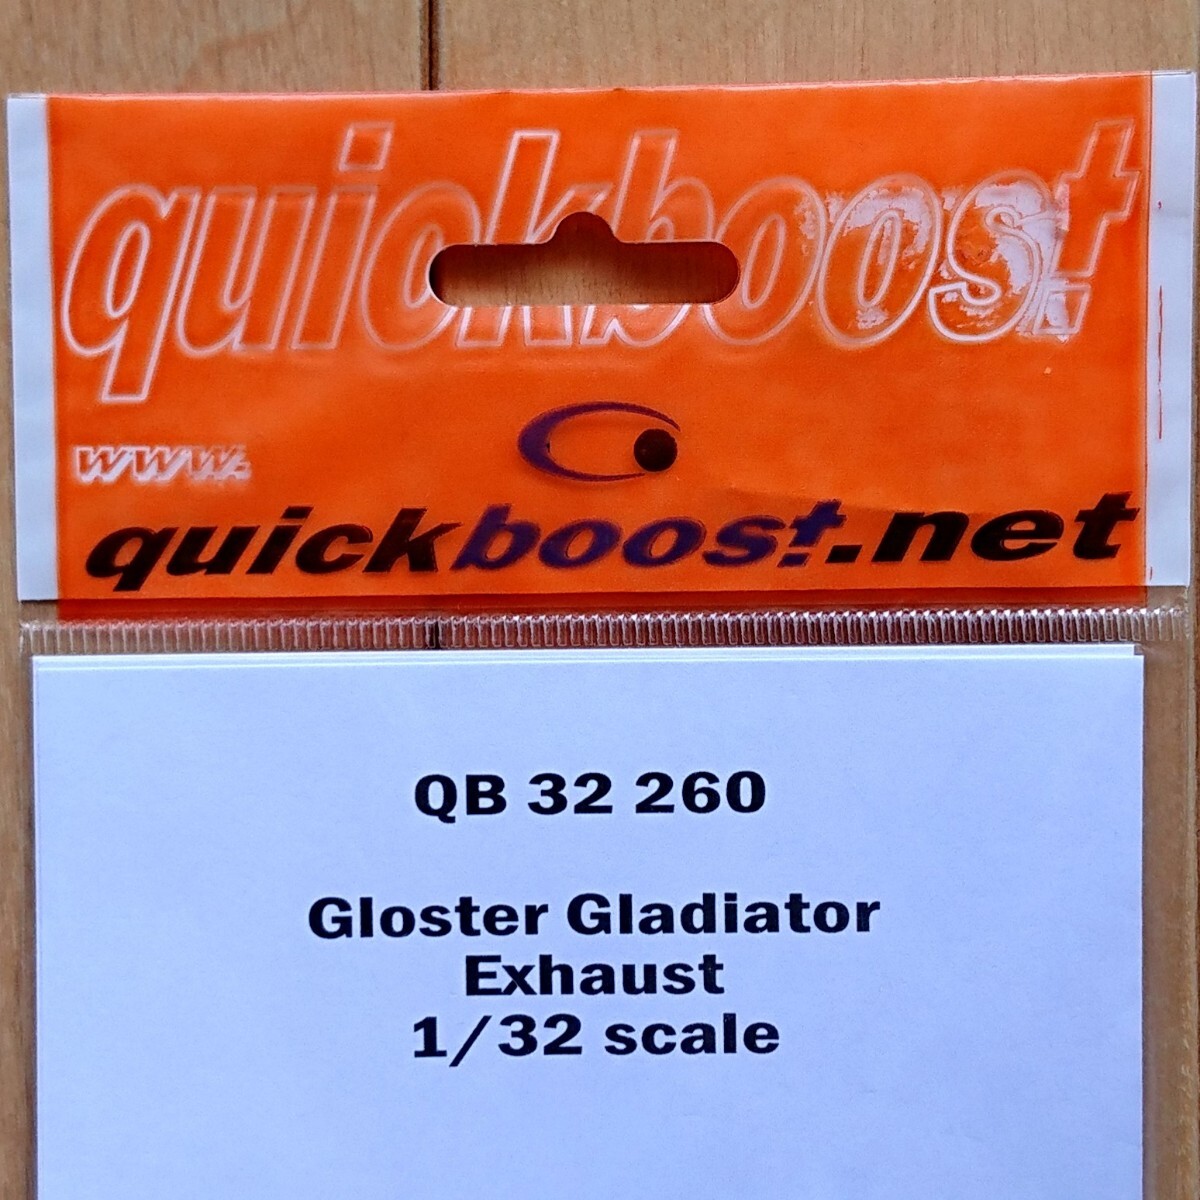 quickboost
www.
quickboost.net
QB 32 260
Gloster Gladiator
Exhaust
1/32 scale